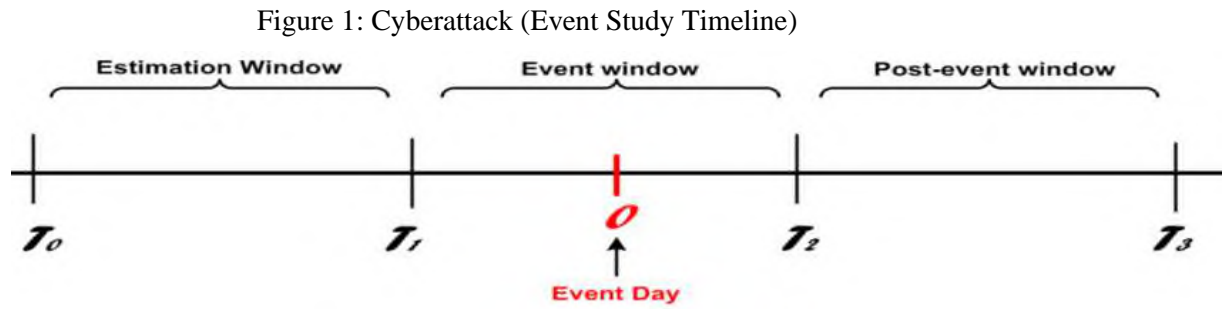 Figure 1: Cyberattack (Event Study Timeline)
Estimation Window Event window Post-event window
T₀ T₁ 0 T₂ T₃
Event Day